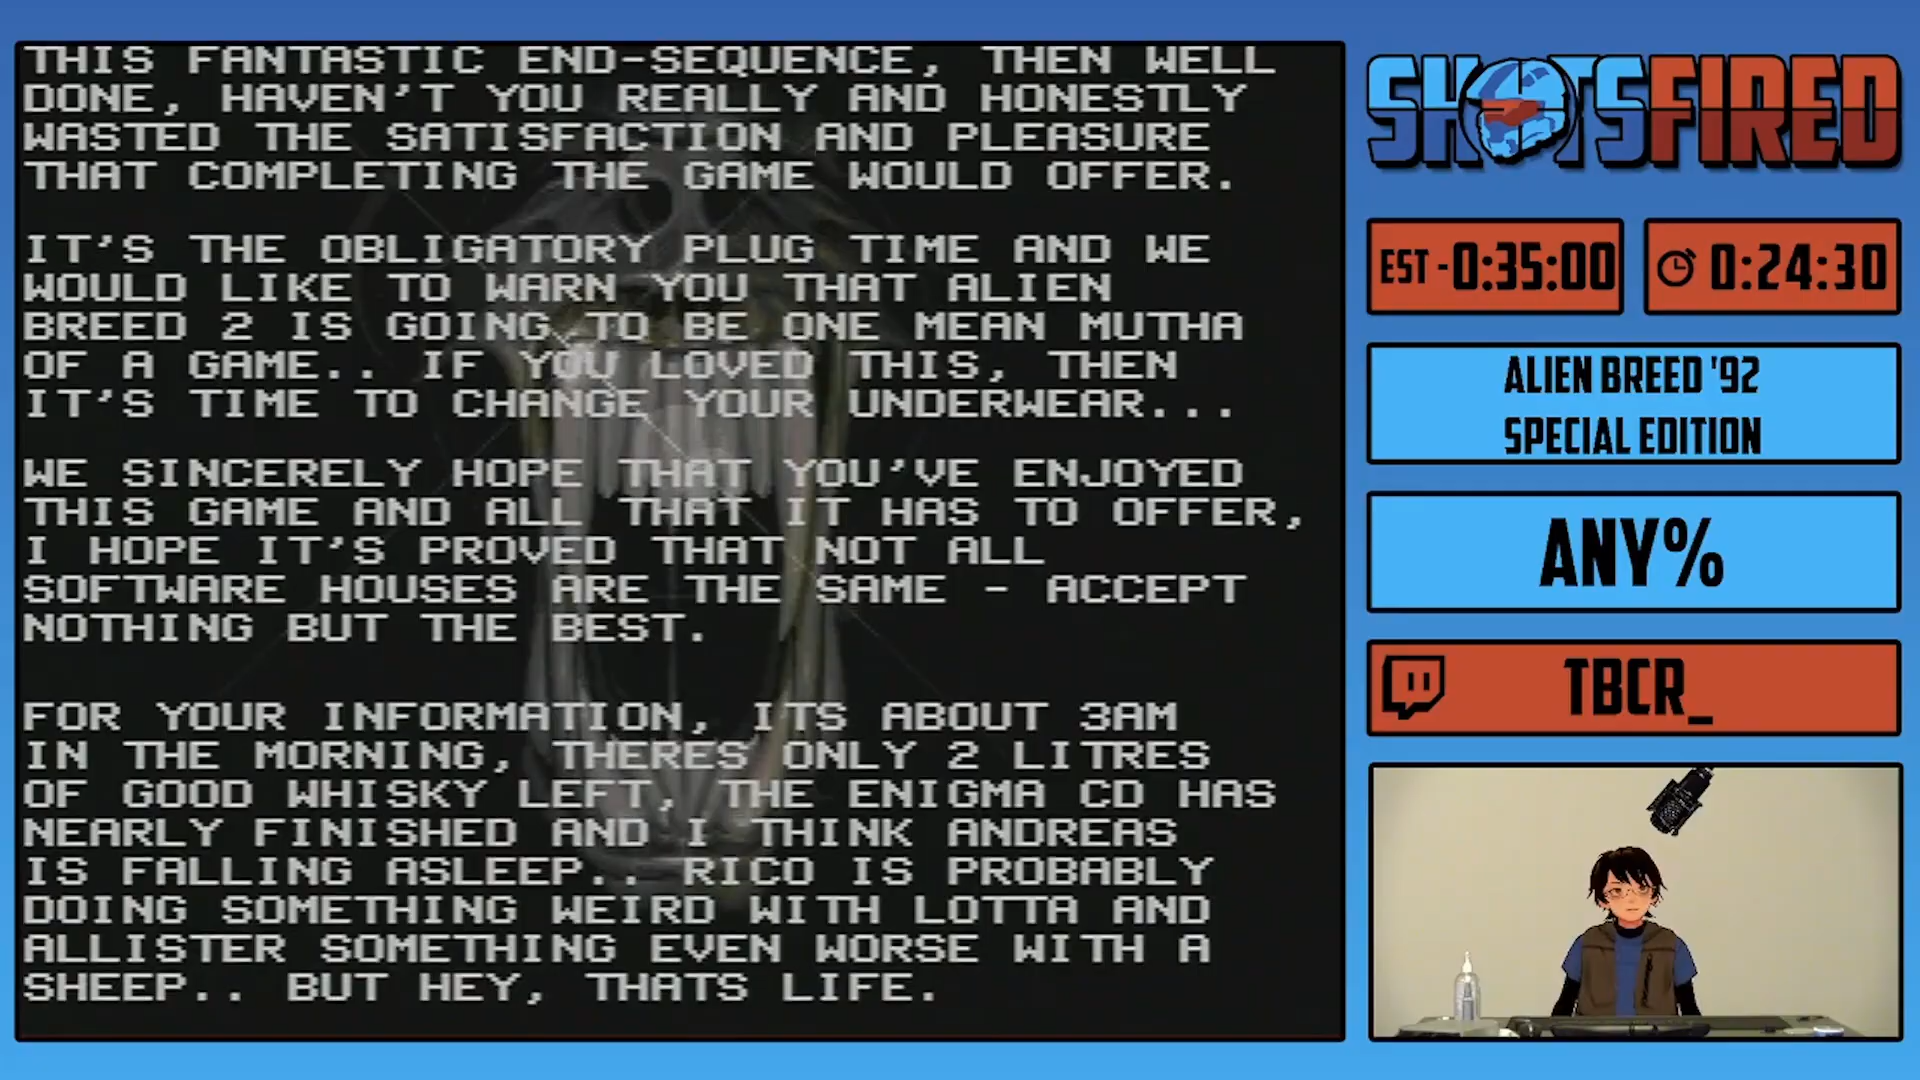 THIS FANTASTIC END-SEQUENCE, THEN WELL
DONE, HAVEN'T YOU REALLY AND HONESTLY
WASTED THE SATISFACTION AND PLEASURE
THAT COMPLETING THE GAME WOULD OFFER.
IT'S THE OBLIGATORY PLUG TIME AND WE
WOULD LIKE TO WARN YOU THAT ALIEN
BREED 2 IS GOING TO BE ONE MEAN MUTHA
OF A GAME.. IF YOU LOVED THIS, THEN
IT'S TIME TO CHANGE YOUR UNDERWEAR...
WE SINCERELY HOPE THAT YOU'VE ENJOYED
THIS GAME AND ALL THAT IT HAS TO OFFER,
I HOPE IT'S PROVED THAT NOT ALL
SOFTWARE HOUSES ARE THE SAME - ACCEPT
NOTHING BUT THE BEST.
FOR YOUR INFORMATION, ITS ABOUT 3AM
IN THE MORNING, THERES ONLY 2 LITRES
OF GOOD WHISKY LEFT, THE ENIGMA CD HAS
NEARLY FINISHED AND I THINK ANDREAS
IS FALLING ASLEEP.. RICO IS PROBABLY
DOING SOMETHING WEIRD WITH LOTTA AND
ALLISTER SOMETHING EVEN WORSE WITH A
SHEEP.. BUT HEY, THATS LIFE.
SHOTSFIRED
EST -0:35:00
0:24:30
ALIEN BREED '92
SPECIAL EDITION
ANY%
TBCR_